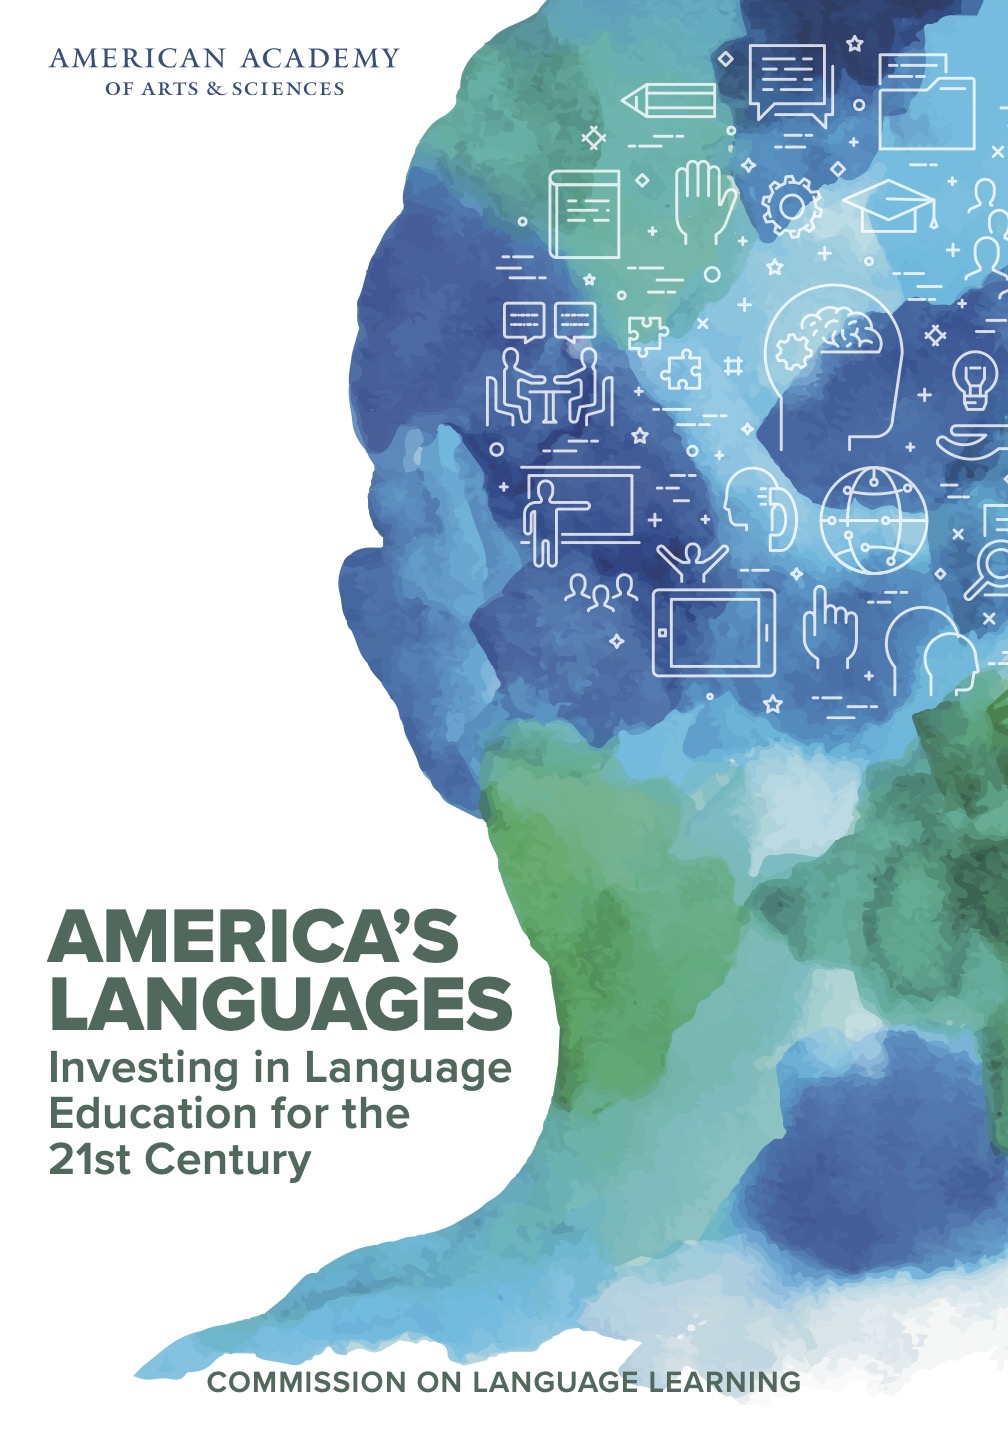 AMERICAN ACADEMY
OF ARTS & SCIENCES
AMERICA’S
LANGUAGES
Investing in Language
Education for the
21st Century
COMMISSION ON LANGUAGE LEARNING